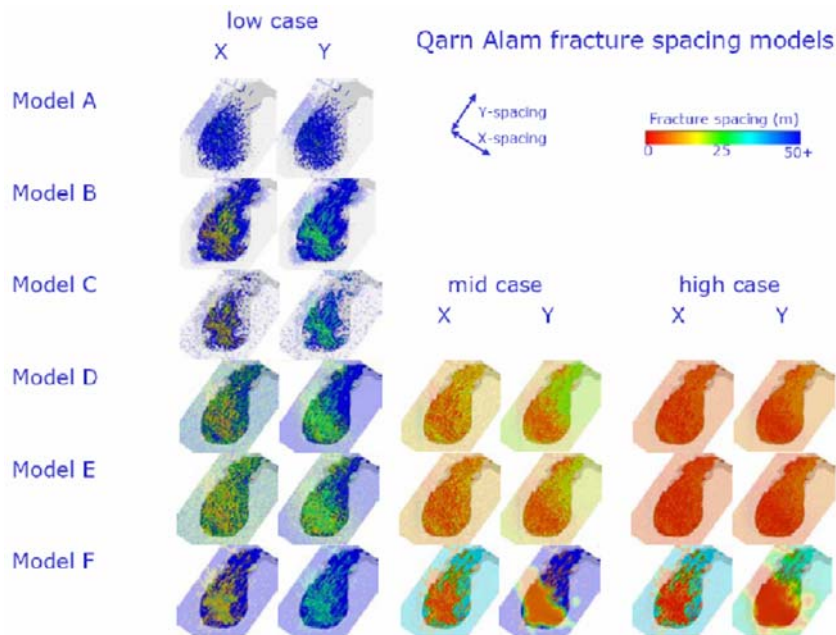 low case
Qarn Alam fracture spacing models
X Y
Model A
Y-spacing
X-spacing
Fracture spacing (m)
0 25 50+
Model B
Model C
mid case high case
X Y X Y
Model D
Model E
Model F